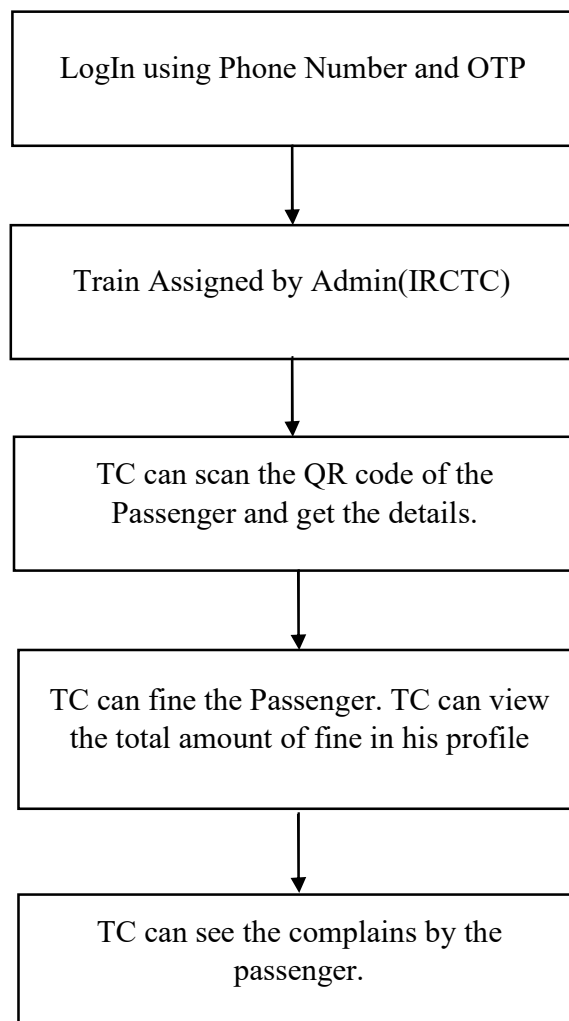 LogIn using Phone Number and OTP
Train Assigned by Admin(IRCTC)
TC can scan the QR code of the
Passenger and get the details.
TC can fine the Passenger. TC can view
the total amount of fine in his profile
TC can see the complains by the
passenger.